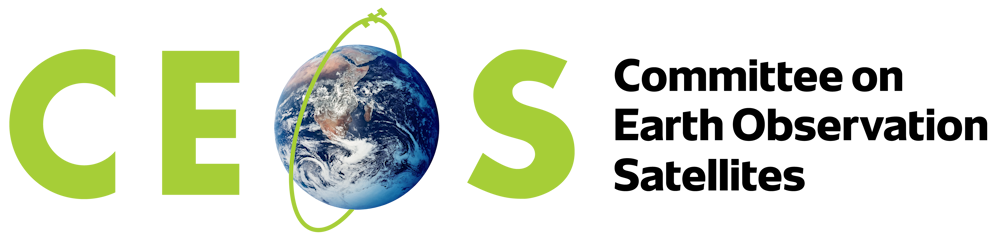 CEOS
Committee on
Earth Observation
Satellites